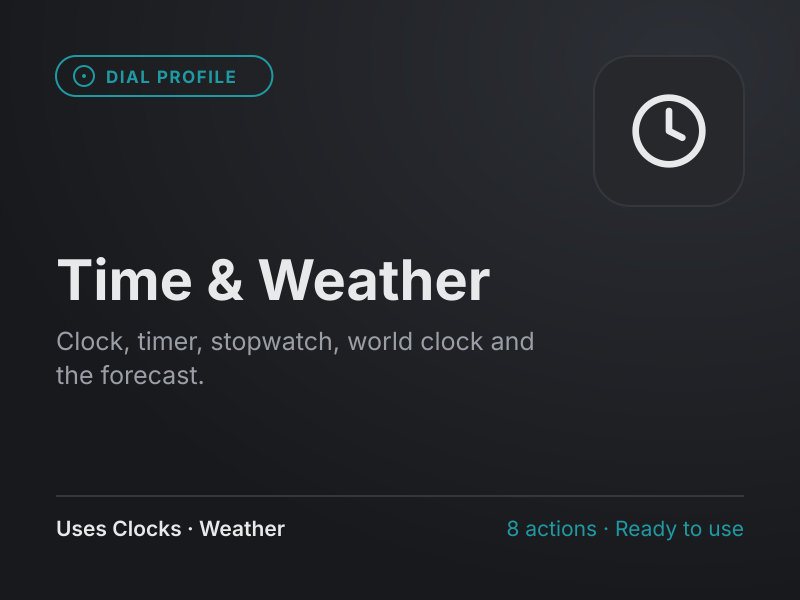 DIAL PROFILE
Time & Weather
Clock, timer, stopwatch, world clock and
the forecast.
Uses Clocks · Weather
8 actions · Ready to use